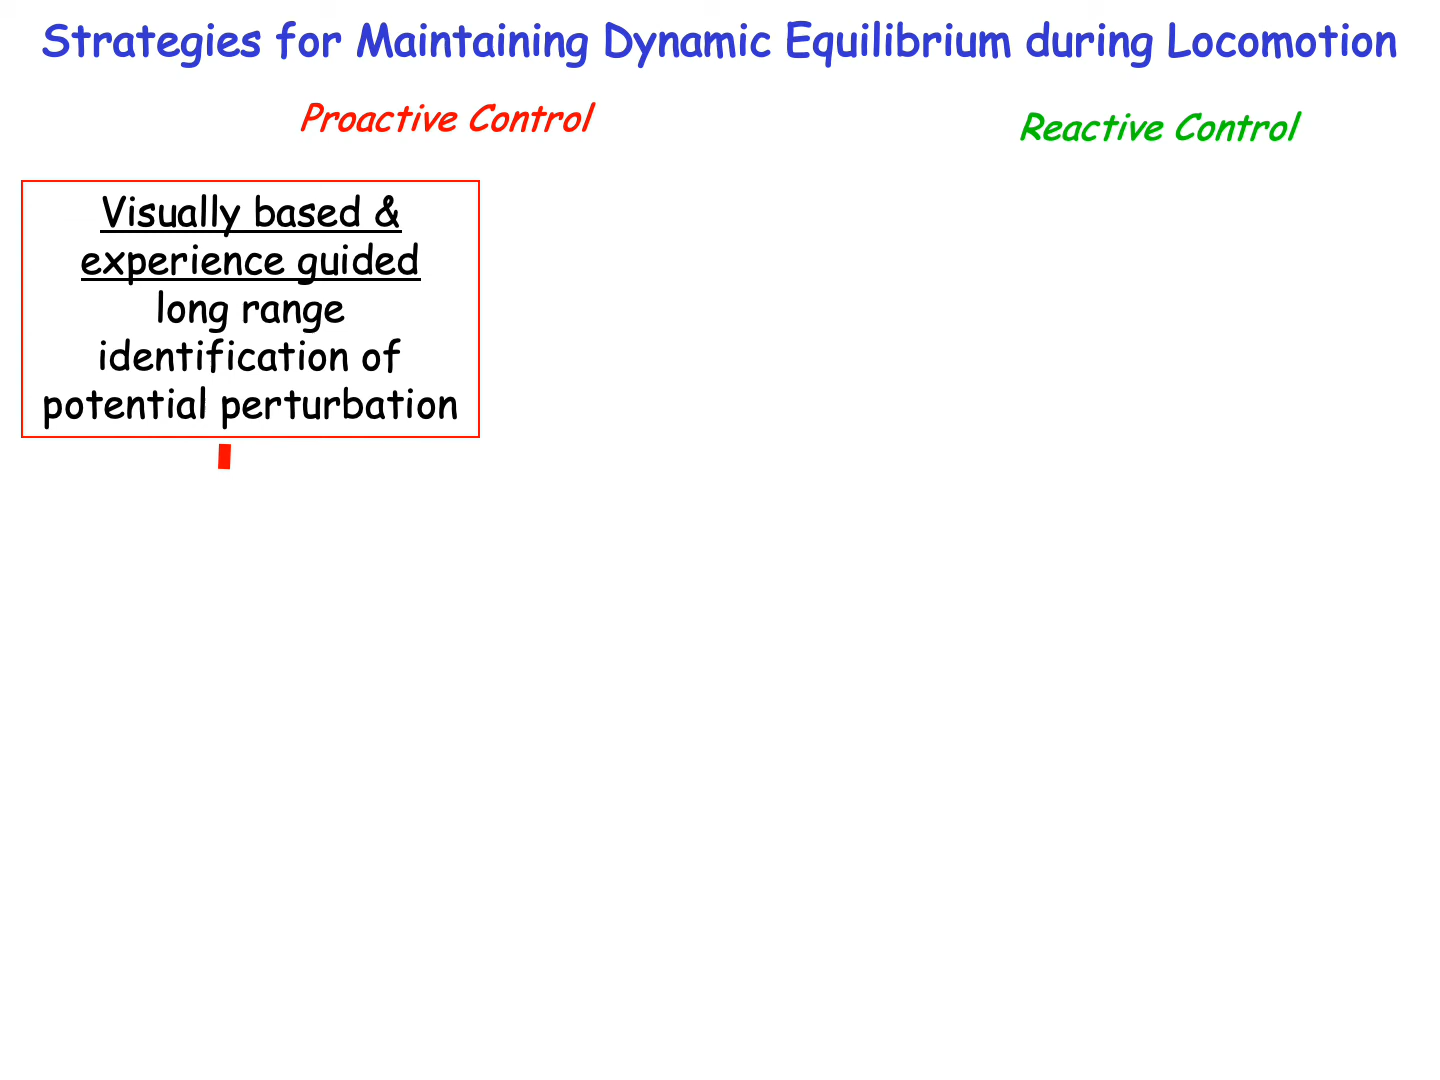 Strategies for Maintaining Dynamic Equilibrium during Locomotion
Proactive Control
Reactive Control
Visually based &
experience guided
long range
identification of
potential perturbation